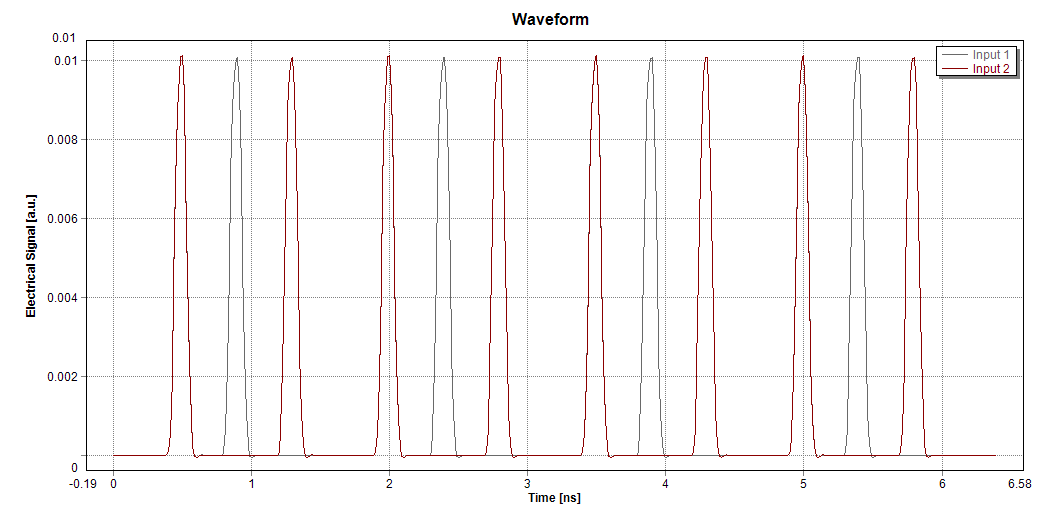 Waveform
0.01
0.01
Input 1
Input 2
0.008
0.006
Electrical Signal [a.u.]
0.004
0.002
0
-0.19 0 1 2 3 4 5 6 6.58
Time [ns]